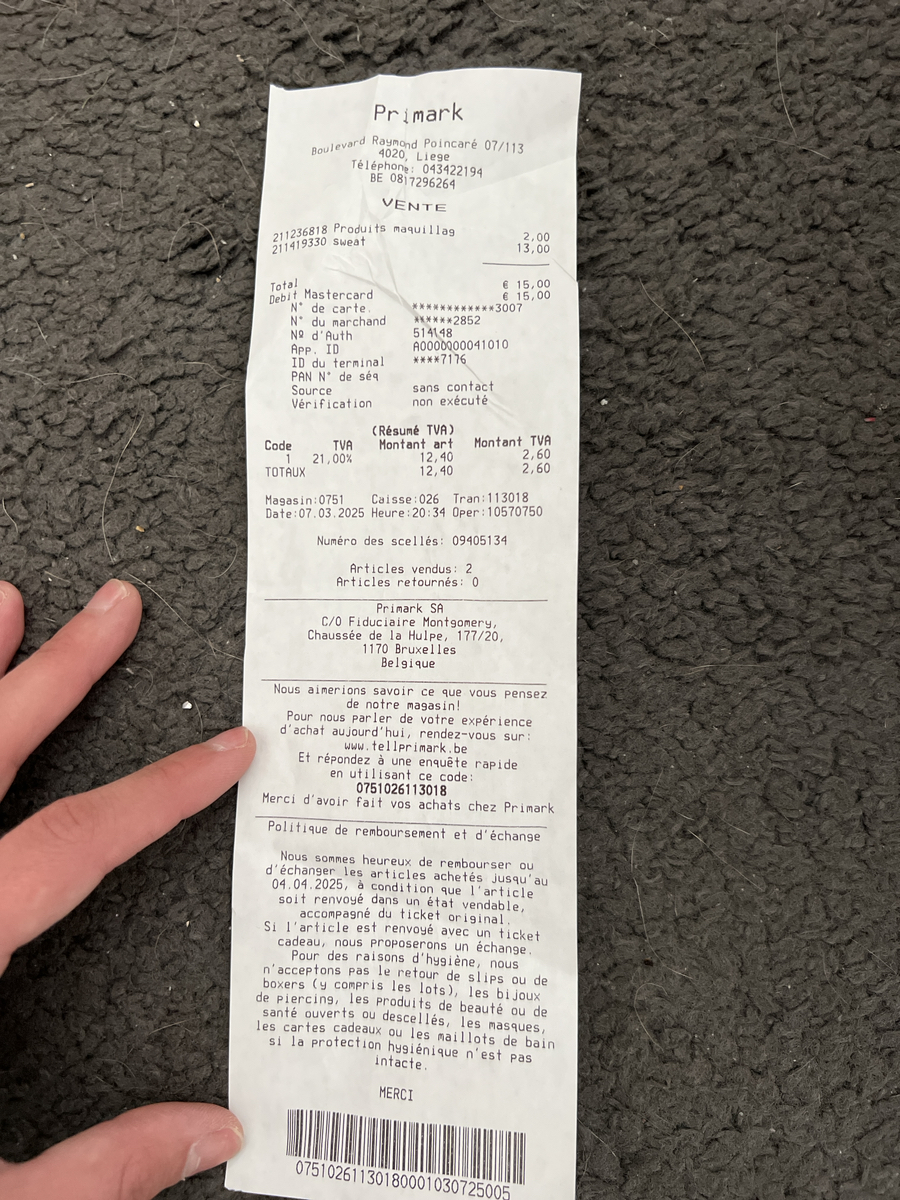 Primark
Boulevard Raymond Poincaré 07/113
4020, Liege
Téléphone: 043422194
BE 0817296264
VENTE
211236818 Produits maquillag 2,00
211419330 sweat 13,00
Total € 15,00
Debit Mastercard € 15,00
N° de carte. ************3007
N° du marchand ******2852
Nº d'Auth 514148
App. ID A0000000041010
ID du terminal ****7176
PAN N° de séq
Source sans contact
Vérification non exécuté
(Résumé TVA)
Code TVA Montant art Montant TVA
1 21,00% 12,40 2,60
TOTAUX 12,40 2,60
Magasin:0751 Caisse:026 Tran:113018
Date:07.03.2025 Heure:20:34 Oper:10570750
Numéro des scellés: 09405134
Articles vendus: 2
Articles retournés: 0
Primark SA
C/O Fiduciaire Montgomery,
Chaussée de la Hulpe, 177/20,
1170 Bruxelles
Belgique
Nous aimerions savoir ce que vous pensez
de notre magasin!
Pour nous parler de votre expérience
d'achat aujourd'hui, rendez-vous sur:
www.tellprimark.be
Et répondez à une enquête rapide
en utilisant ce code:
0751026113018
Merci d'avoir fait vos achats chez Primark
Politique de remboursement et d'échange
Nous sommes heureux de rembourser ou
d'échanger les articles achetés jusqu'au
04.04.2025, à condition que l'article
soit renvoyé dans un état vendable,
accompagné du ticket original.
Si l'article est renvoyé avec un ticket
cadeau, nous proposerons un échange.
Pour des raisons d'hygiène, nous
n'acceptons pas le retour de slips ou de
boxers (y compris les lots), les bijoux
de piercing, les produits de beauté ou de
santé ouverts ou descellés, les masques,
les cartes cadeaux ou les maillots de bain
si la protection hygiénique n'est pas
intacte.
MERCI
07510261130180001030725005